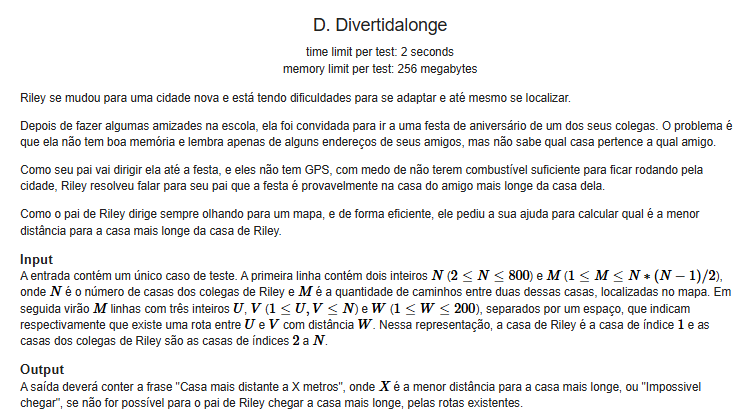 D. Divertidalonge
time limit per test: 2 seconds
memory limit per test: 256 megabytes
Riley se mudou para uma cidade nova e está tendo dificuldades para se adaptar e até mesmo se localizar.
Depois de fazer algumas amizades na escola, ela foi convidada para ir a uma festa de aniversário de um dos seus colegas. O problema é
que ela não tem boa memória e lembra apenas de alguns endereços de seus amigos, mas não sabe qual casa pertence a qual amigo.
Como seu pai vai dirigir ela até a festa, e eles não tem GPS, com medo de não terem combustível suficiente para ficar rodando pela
cidade, Riley resolveu falar para seu pai que a festa é provavelmente na casa do amigo mais longe da casa dela.
Como o pai de Riley dirige sempre olhando para um mapa, e de forma eficiente, ele pediu a sua ajuda para calcular qual é a menor
distância para a casa mais longe da casa de Riley.
Input
A entrada contém um único caso de teste. A primeira linha contém dois inteiros N (2 ≤ N ≤ 800) e M (1 ≤ M ≤ N * (N − 1)/2),
onde N é o número de casas dos colegas de Riley e M é a quantidade de caminhos entre duas dessas casas, localizadas no mapa. Em
seguida virão M linhas com três inteiros U, V (1 ≤ U, V ≤ N) e W (1 ≤ W ≤ 200), separados por um espaço, que indicam
respectivamente que existe uma rota entre U e V com distância W. Nessa representação, a casa de Riley é a casa de índice 1 e as
casas dos colegas de Riley são as casas de índices 2 a N.
Output
A saída deverá conter a frase "Casa mais distante a X metros", onde X é a menor distância para a casa mais longe, ou "Impossivel
chegar", se não for possível para o pai de Riley chegar a casa mais longe, pelas rotas existentes.